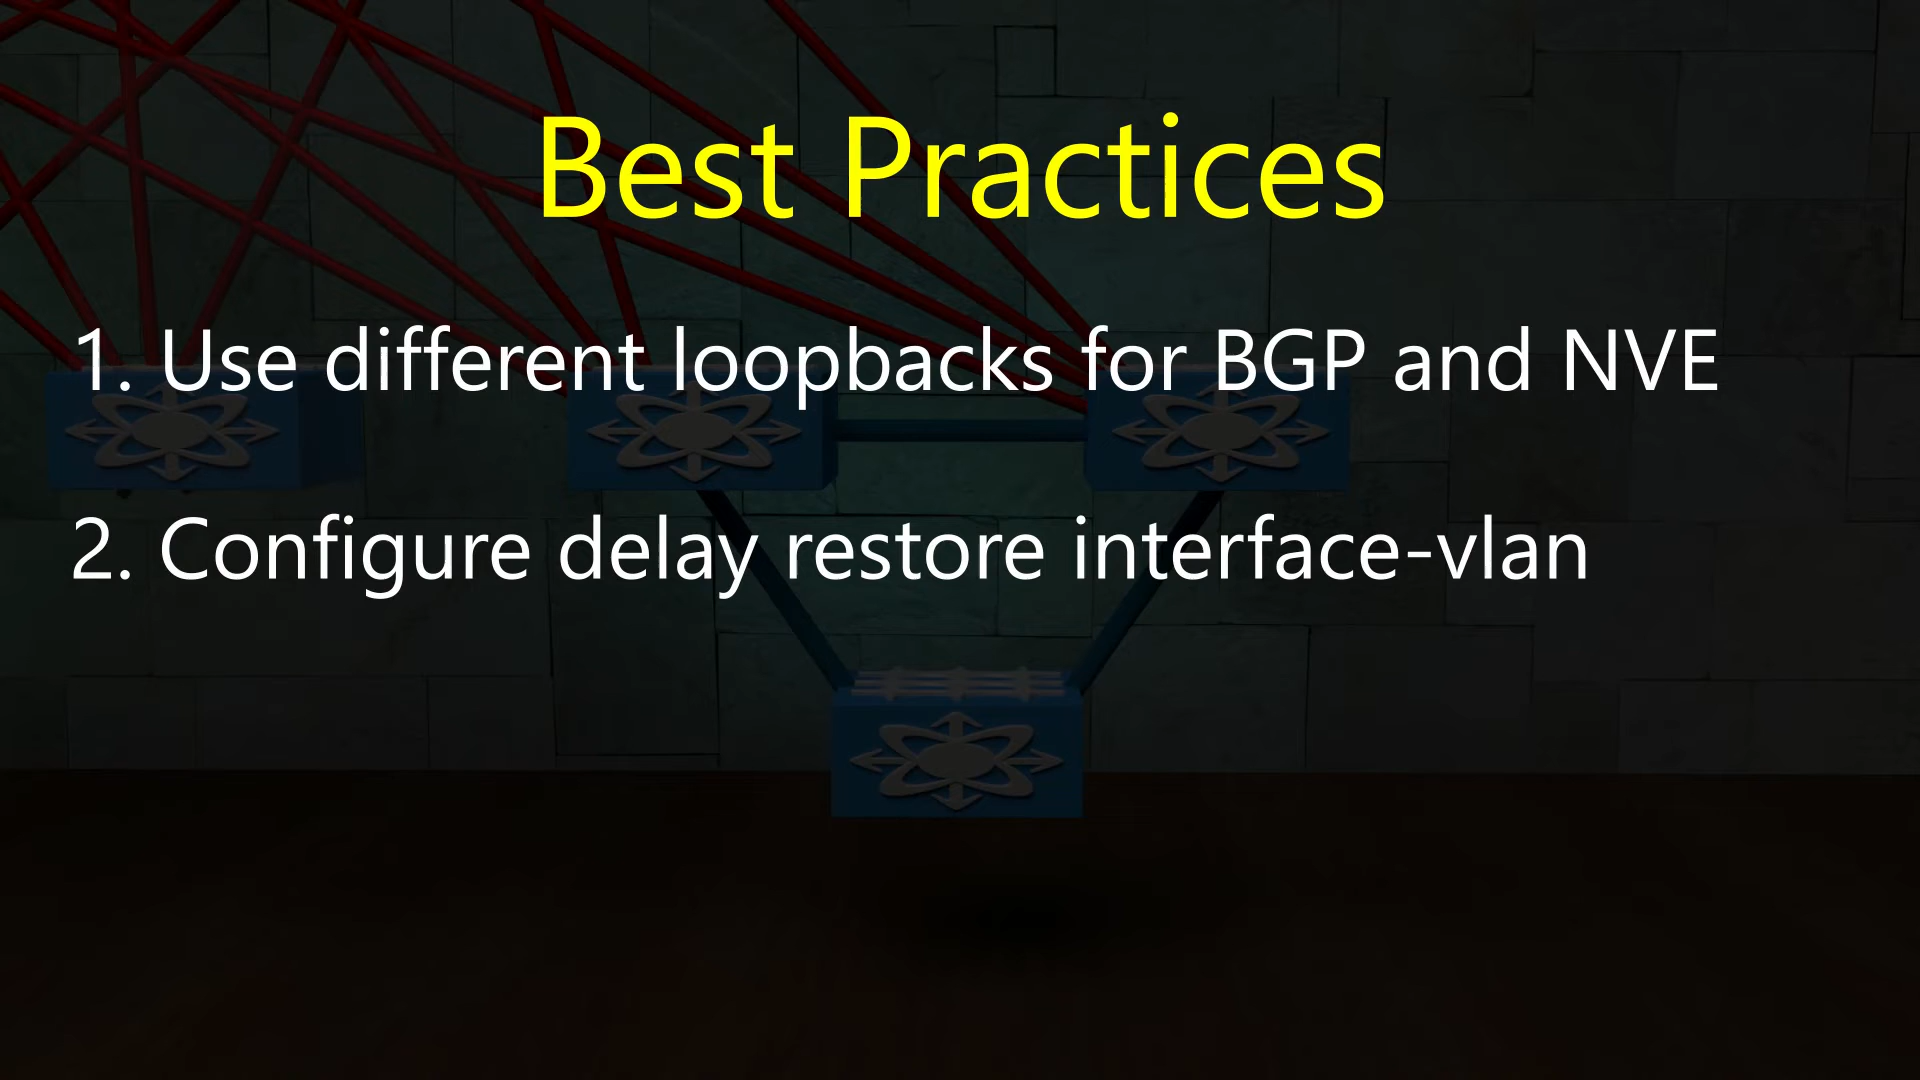 Best Practices
1. Use different loopbacks for BGP and NVE
2. Configure delay restore interface-vlan